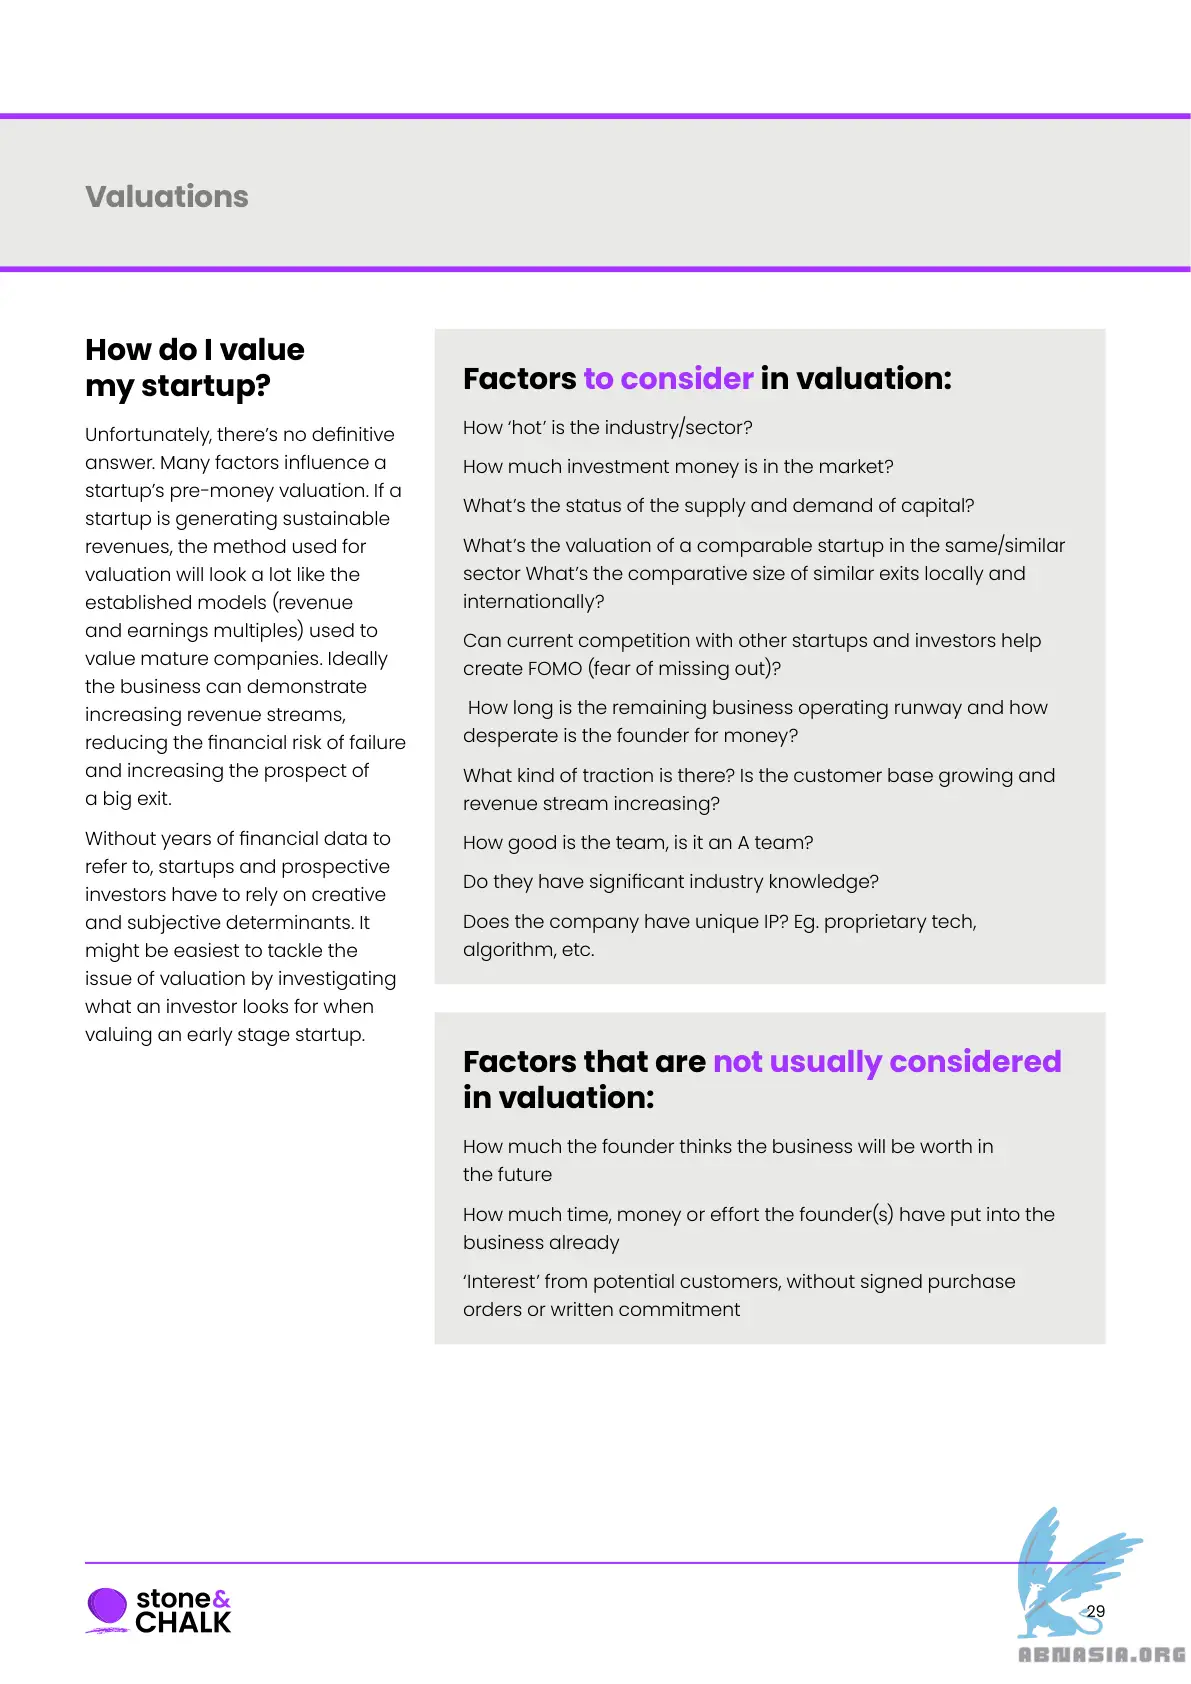 Valuations
How do I value
my startup?
Unfortunately, there’s no definitive
answer. Many factors influence a
startup’s pre-money valuation. If a
startup is generating sustainable
revenues, the method used for
valuation will look a lot like the
established models (revenue
and earnings multiples) used to
value mature companies. Ideally
the business can demonstrate
increasing revenue streams,
reducing the financial risk of failure
and increasing the prospect of
a big exit.
Without years of financial data to
refer to, startups and prospective
investors have to rely on creative
and subjective determinants. It
might be easiest to tackle the
issue of valuation by investigating
what an investor looks for when
valuing an early stage startup.
Factors to consider in valuation:
How ‘hot’ is the industry/sector?
How much investment money is in the market?
What’s the status of the supply and demand of capital?
What’s the valuation of a comparable startup in the same/similar
sector What’s the comparative size of similar exits locally and
internationally?
Can current competition with other startups and investors help
create FOMO (fear of missing out)?
How long is the remaining business operating runway and how
desperate is the founder for money?
What kind of traction is there? Is the customer base growing and
revenue stream increasing?
How good is the team, is it an A team?
Do they have significant industry knowledge?
Does the company have unique IP? Eg. proprietary tech,
algorithm, etc.
Factors that are not usually considered
in valuation:
How much the founder thinks the business will be worth in
the future
How much time, money or effort the founder(s) have put into the
business already
‘Interest’ from potential customers, without signed purchase
orders or written commitment
stone&
CHALK
29
ABNASIA.ORG